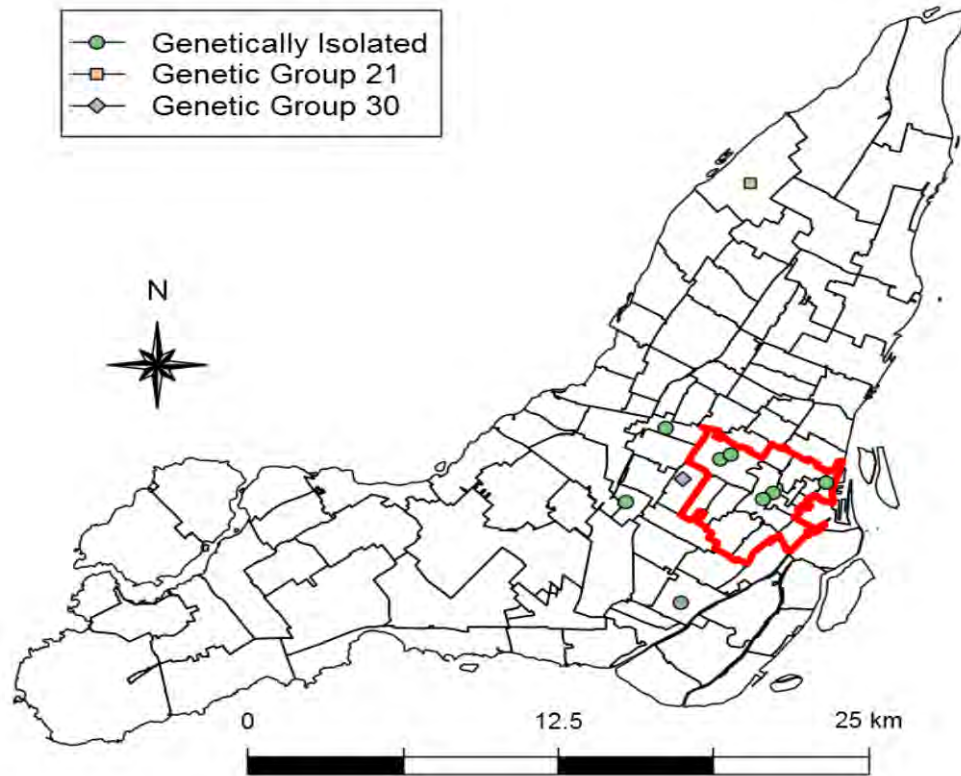 Genetically Isolated
Genetic Group 21
Genetic Group 30
N
0 12.5 25 km